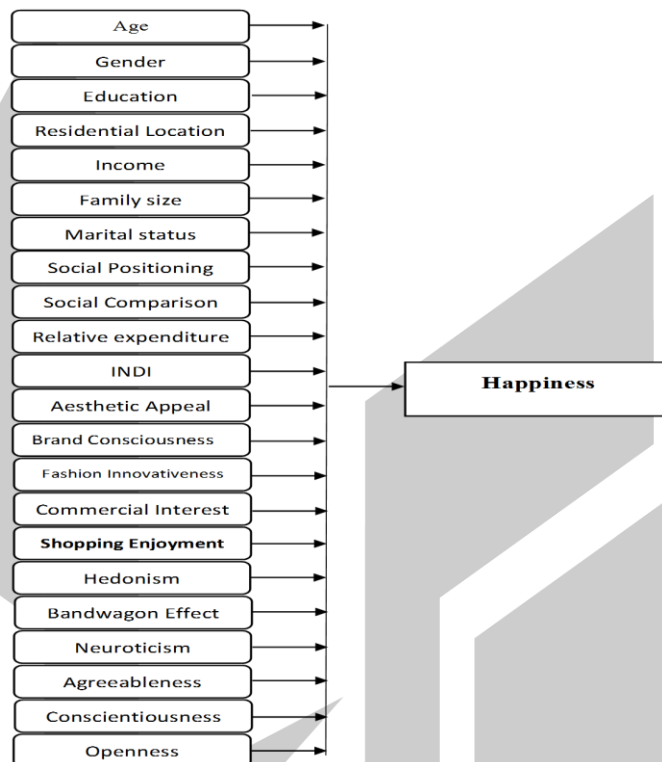 Age
Gender
Education
Residential Location
Income
Family size
Marital status
Social Positioning
Social Comparison
Relative expenditure
INDI
Aesthetic Appeal
Brand Consciousness
Fashion Innovativeness
Commercial Interest
Shopping Enjoyment
Hedonism
Bandwagon Effect
Neuroticism
Agreeableness
Conscientiousness
Openness
Happiness